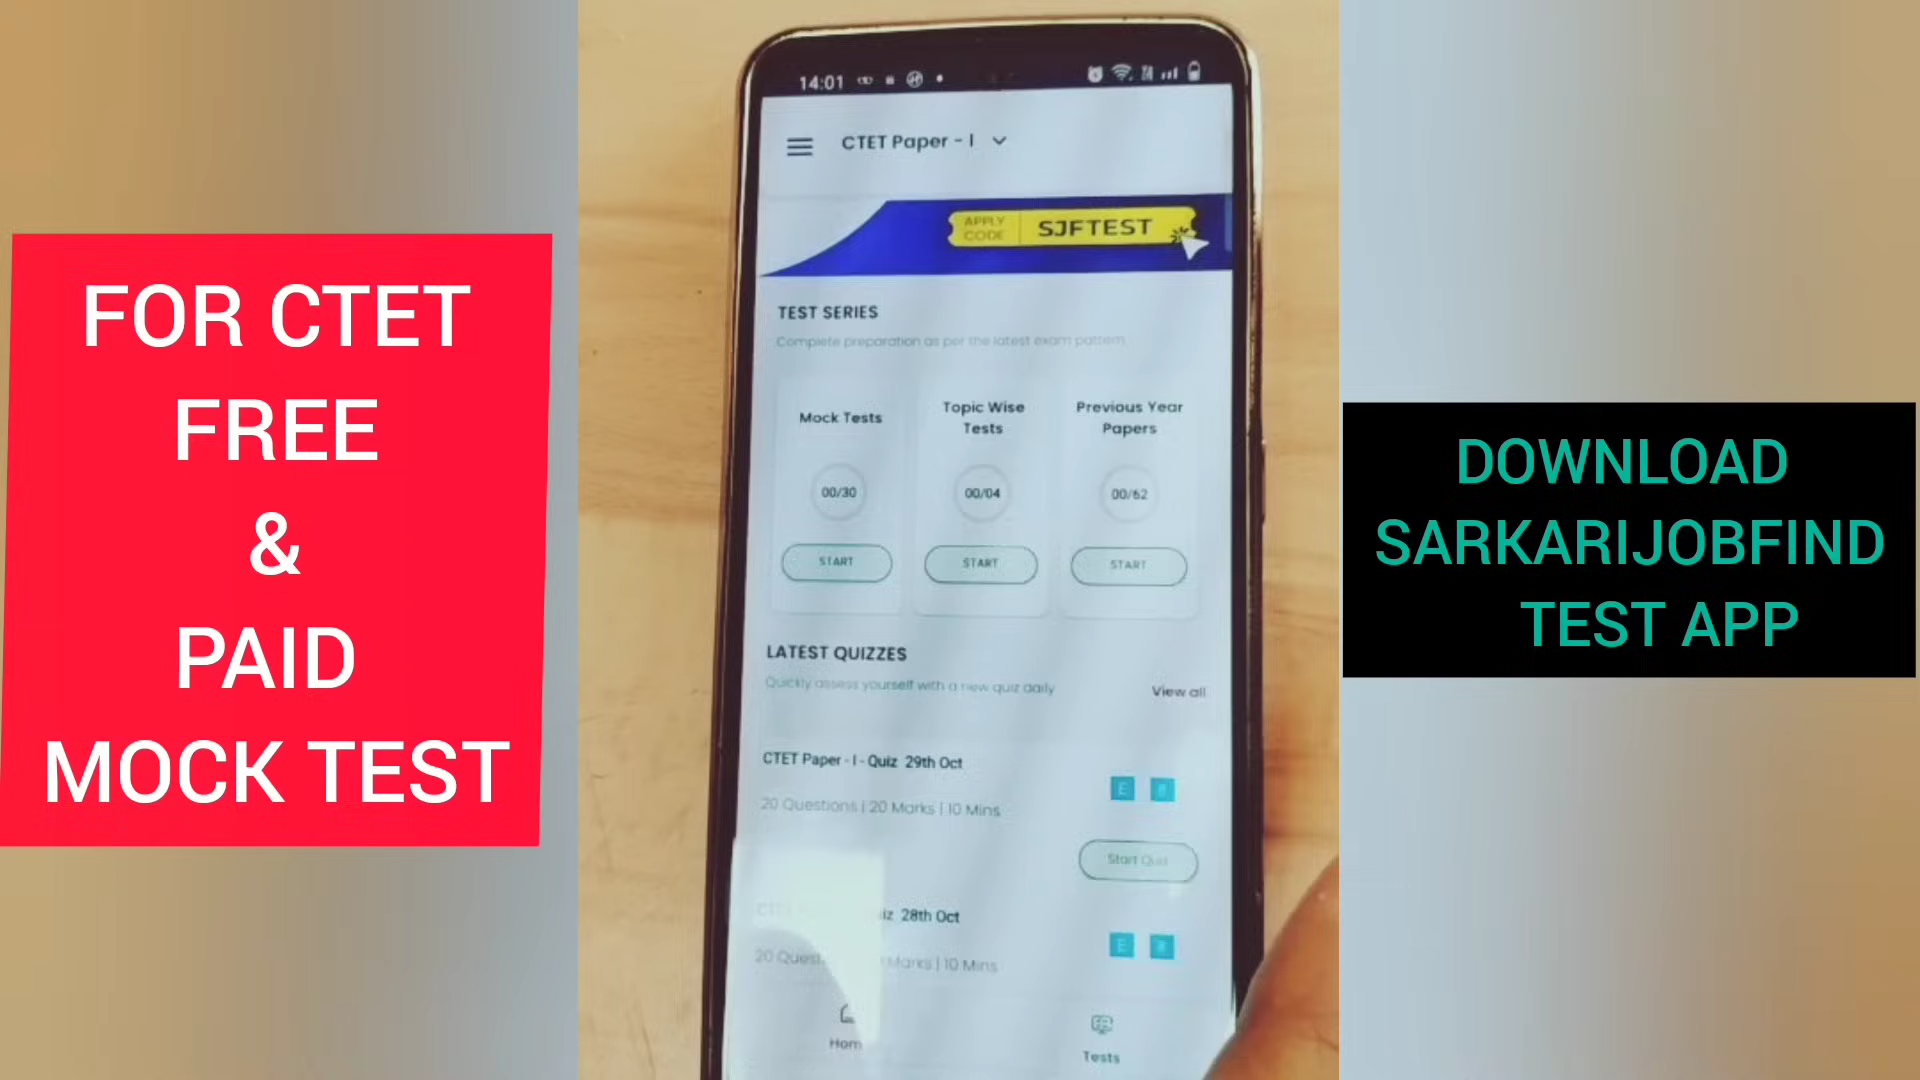 FOR CTET
FREE
&
PAID
MOCK TEST
14:01
CTET Paper - I
APPLY
CODE
SJFTEST
TEST SERIES
Complete preparation as per the latest exam pattern
Mock Tests
Topic Wise
Tests
Previous Year
Papers
00/30
00/04
00/62
START
START
START
LATEST QUIZZES
Quickly assess yourself with a new quiz daily
View all
CTET Paper - I - Quiz 29th Oct
E
20 Questions | 20 Marks | 10 Mins
Start Quiz
28th Oct
E
20 Marks | 10 Mins
Home
Tests
DOWNLOAD
SARKARIJOBFIND
TEST APP